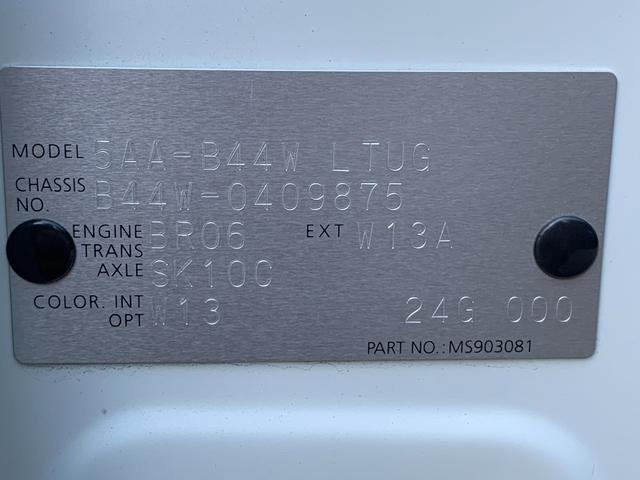 MODEL 5AA-B44W LTUG
CHASSIS NO. B44W-0409875
ENGINE BR06 EXT W13A
TRANS AXLE SK10C
COLOR. INT OPT W13 24G 000
PART NO.:MS903081